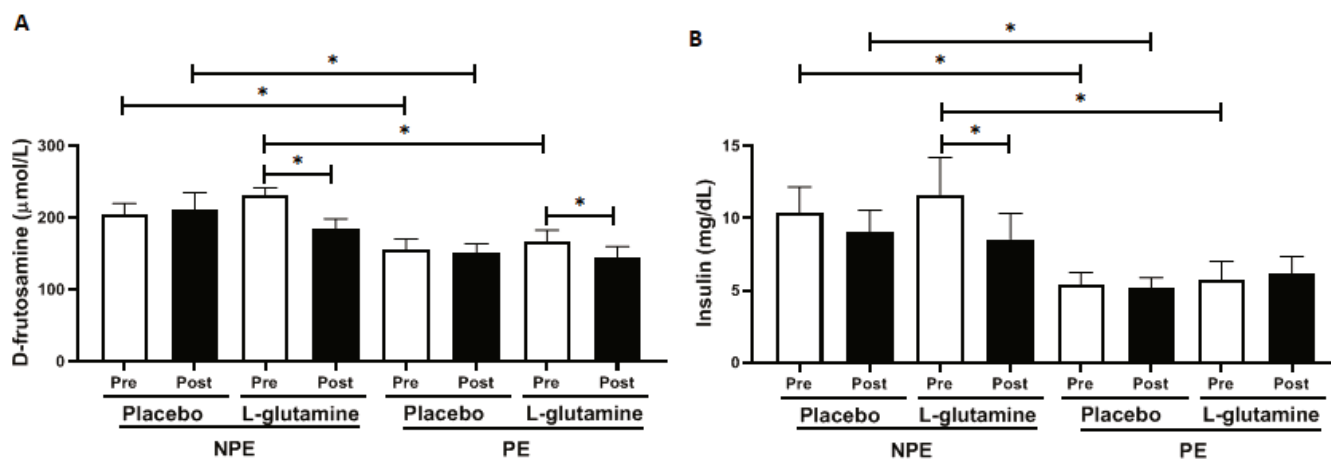 A
*
*
*
*
*
D-frutosamine (μmol/L)
300
200
100
0
Pre Post Pre Post Pre Post Pre Post
Placebo L-glutamine Placebo L-glutamine
NPE PE
B
*
*
*
*
Insulin (mg/dL)
15
10
5
0
Pre Post Pre Post Pre Post Pre Post
Placebo L-glutamine Placebo L-glutamine
NPE PE